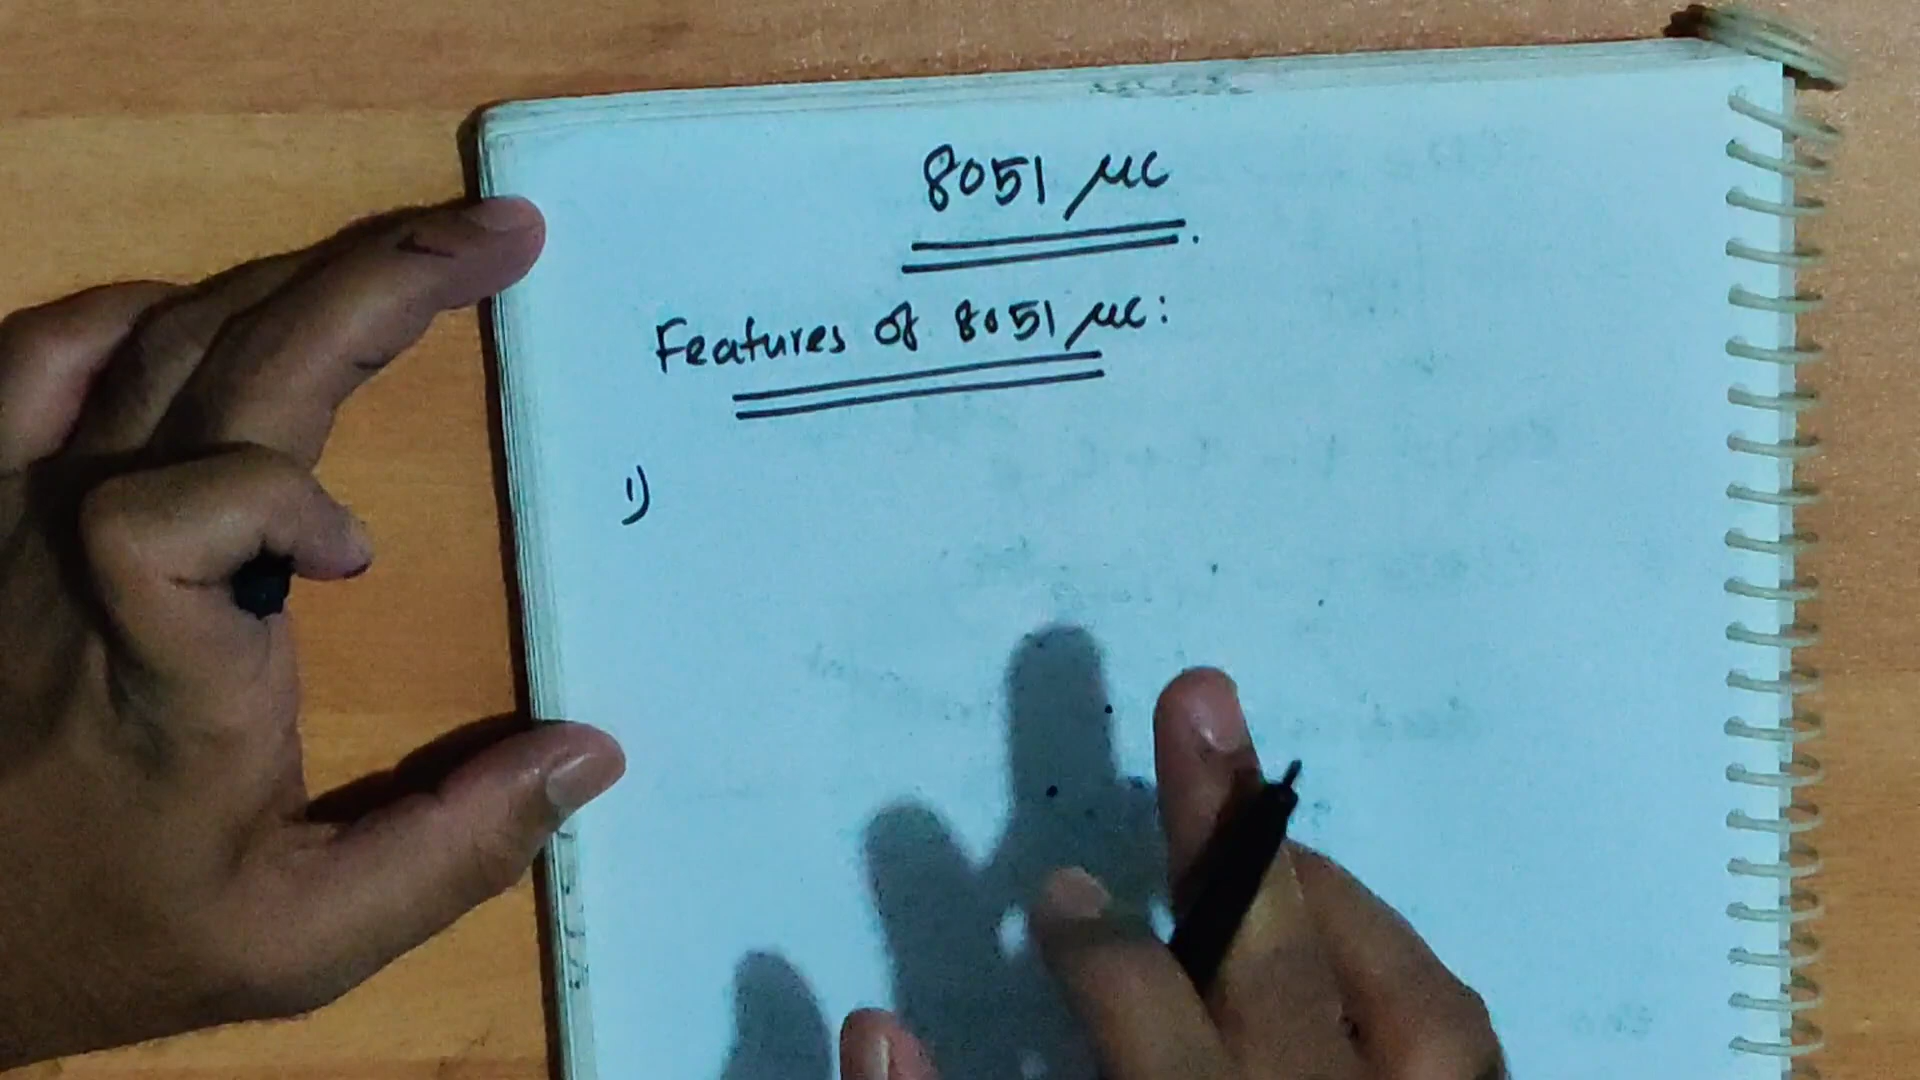 8051 μc.
Features of 8051 μc:
1)